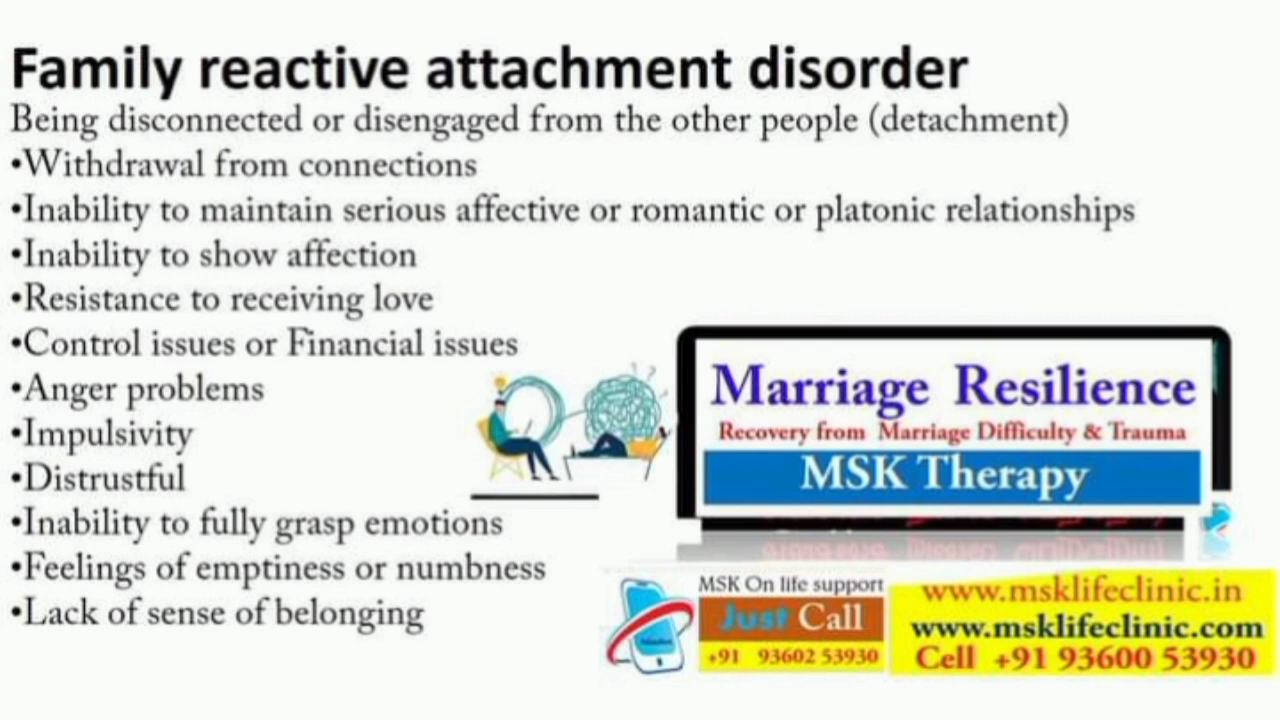 Family reactive attachment disorder
Being disconnected or disengaged from the other people (detachment)
•Withdrawal from connections
•Inability to maintain serious affective or romantic or platonic relationships
•Inability to show affection
•Resistance to receiving love
•Control issues or Financial issues
•Anger problems
•Impulsivity
•Distrustful
•Inability to fully grasp emotions
•Feelings of emptiness or numbness
•Lack of sense of belonging
Marriage Resilience
Recovery from Marriage Difficulty & Trauma
MSK Therapy
MSK On life support
Just Call
+91 93602 53930
www.msklifeclinic.in
www.msklifeclinic.com
Cell +91 93600 53930